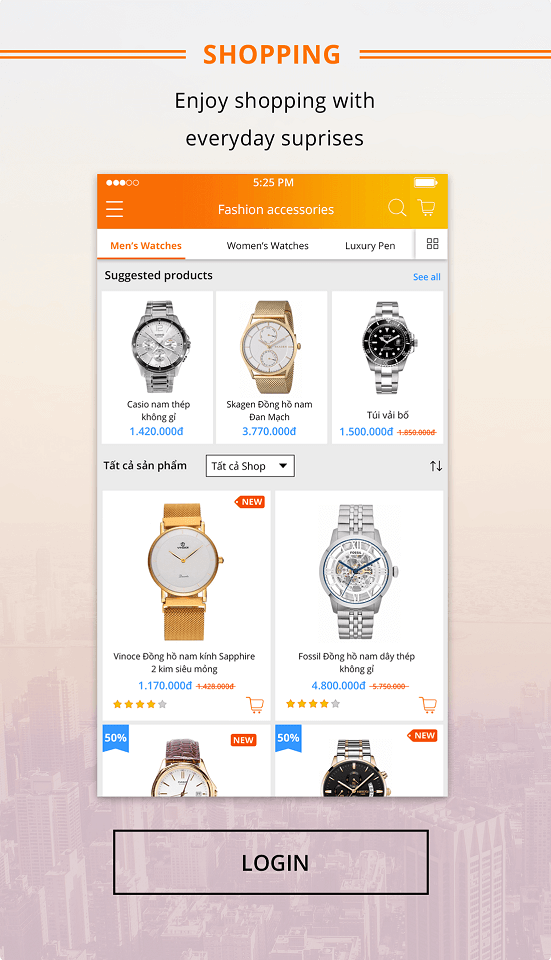 SHOPPING
Enjoy shopping with
everyday suprises
5:25 PM
Fashion accessories
Men's Watches
Women's Watches
Luxury Pen
Suggested products
See all
Casio nam thép
không gỉ
1.420.000đ
Skagen Đồng hồ nam
Đan Mạch
3.770.000đ
Túi vải bố
1.500.000đ 1.850.000đ
Tất cả sản phẩm
Tất cả Shop
NEW
FOSSIL
Vinoce Đồng hồ nam kính Sapphire
2 kim siêu mỏng
1.170.000đ 1.428.000đ
Fossil Đồng hồ nam dây thép
không gỉ
4.800.000đ 5.750.000
50%
NEW
50%
NEW
LOGIN